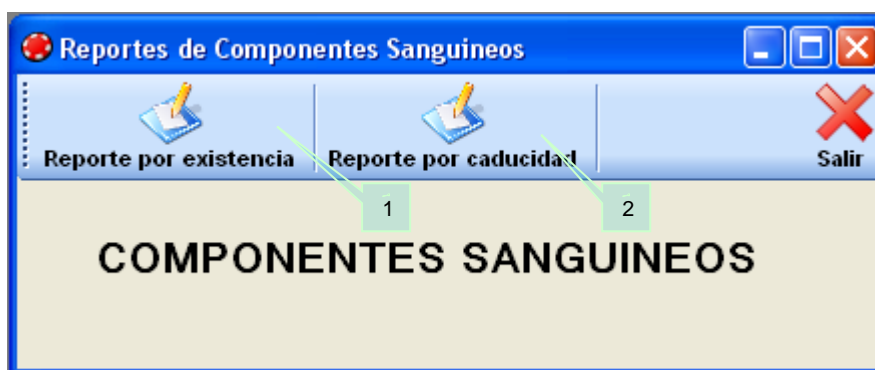 Reportes de Componentes Sanguineos
Reporte por existencia
Reporte por caducidad
Salir
1
2
COMPONENTES SANGUINEOS